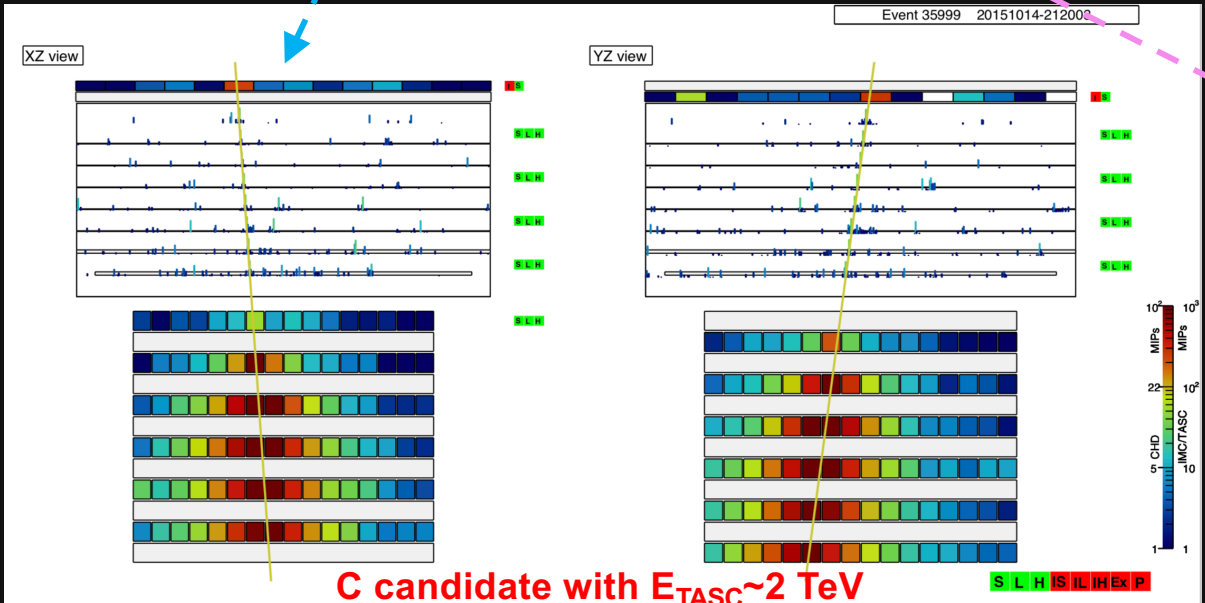 Event 35999 20151014-212003
XZ view
YZ view
I S
I S
S L H
S L H
S L H
S L H
S L H
S L H
S L H
S L H
S L H
10² 10³
MIPs MIPs
22 10²
CHD IMC/TASC
5 10
1 1
C candidate with E_TASC~2 TeV
S L H IS IL IH Ex P